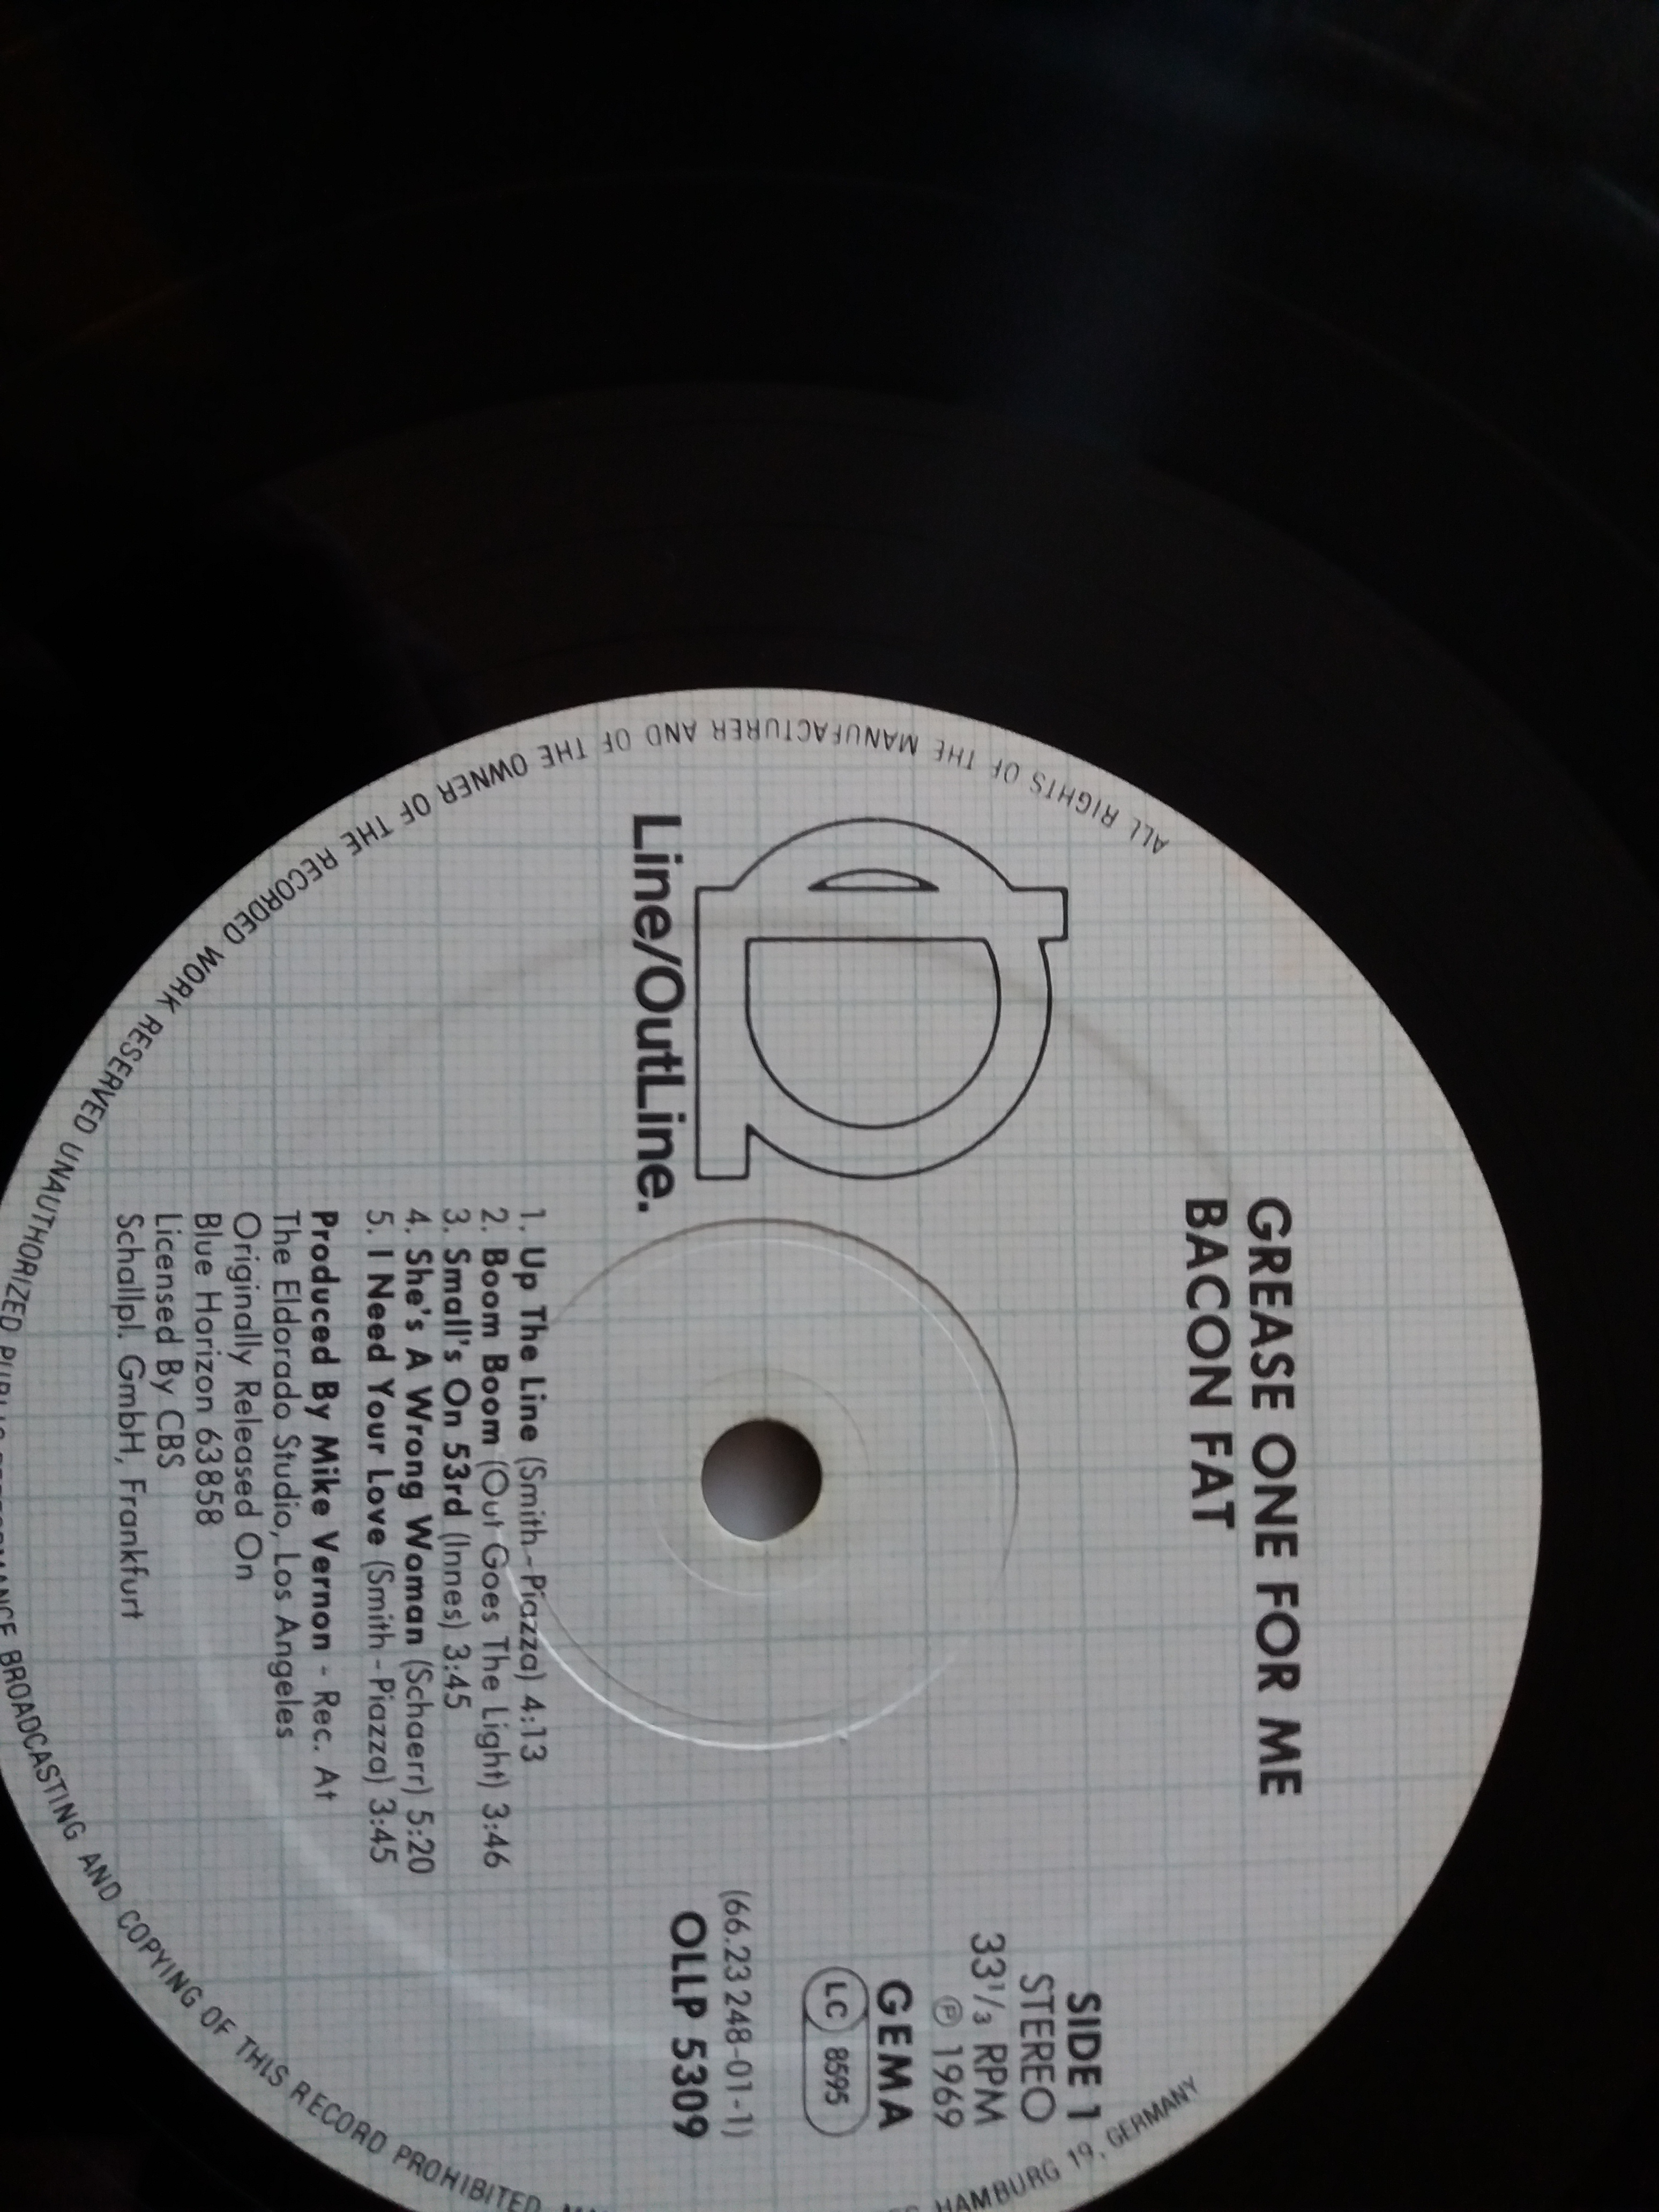 GREASE ONE FOR ME
BACON FAT
SIDE 1
STEREO
33 1/3 RPM
℗ 1969
GEMA
LC 8595
(66.23 248-01-1)
OLLP 5309
Line/OutLine.
1. Up The Line (Smith-Piazza) 4:13
2. Boom Boom (Out Goes The Light) 3:46
3. Small's On 53rd (Innes) 3:45
4. She's A Wrong Woman (Schaerr) 5:20
5. I Need Your Love (Smith-Piazza) 3:45
Produced By Mike Vernon - Rec. At
The Eldorado Studio, Los Angeles
Originally Released On
Blue Horizon 63858
Licensed By CBS
Schallpl. GmbH, Frankfurt
ALL RIGHTS OF THE MANUFACTURER AND OF THE OWNER OF THE RECORDED WORK RESERVED UNAUTHORIZED BROADCASTING AND COPYING OF THIS RECORD PROHIBITED HAMBURG 19, GERMANY